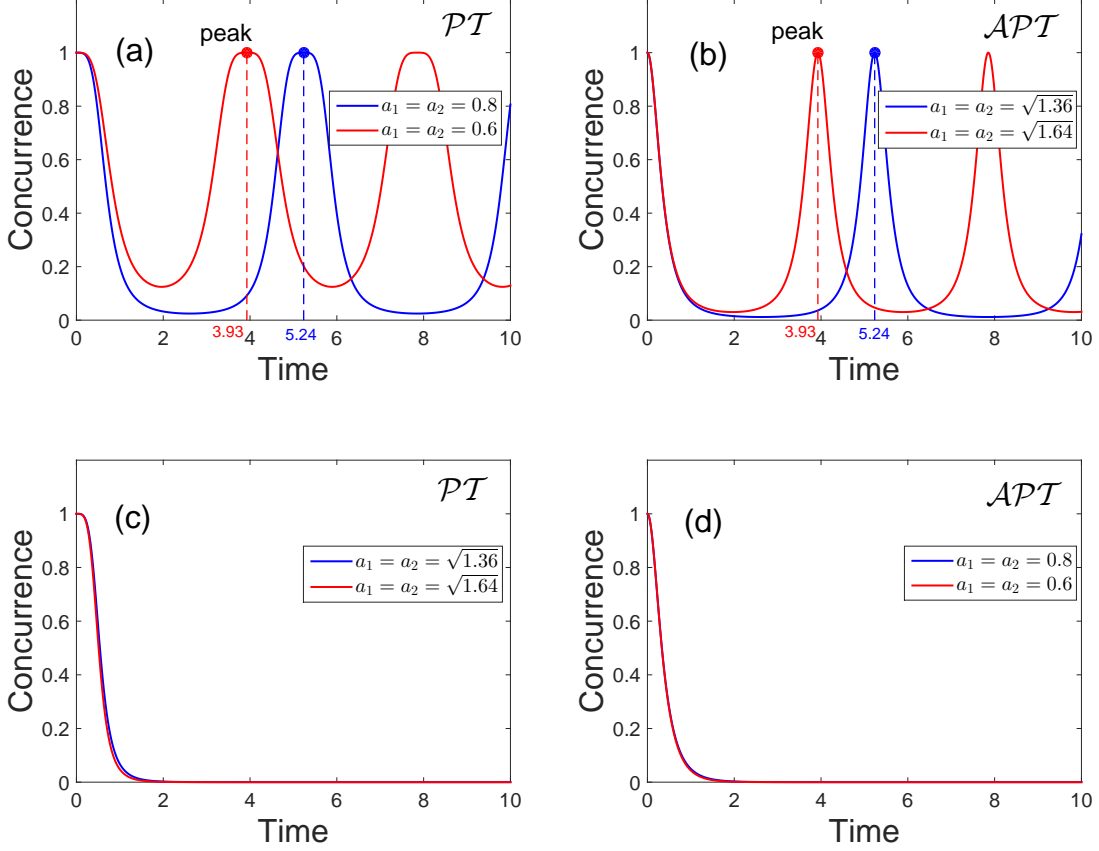 (a)
peak
𝒫𝒯
a₁ = a₂ = 0.8
a₁ = a₂ = 0.6
Concurrence
1
0.8
0.6
0.4
0.2
0
0 2 4 6 8 10
3.93
5.24
Time
(b)
peak
𝒜𝒫𝒯
a₁ = a₂ = √1.36
a₁ = a₂ = √1.64
Concurrence
1
0.8
0.6
0.4
0.2
0
0 2 4 6 8 10
3.93
5.24
Time
(c)
𝒫𝒯
a₁ = a₂ = √1.36
a₁ = a₂ = √1.64
Concurrence
1
0.8
0.6
0.4
0.2
0
0 2 4 6 8 10
Time
(d)
𝒜𝒫𝒯
a₁ = a₂ = 0.8
a₁ = a₂ = 0.6
Concurrence
1
0.8
0.6
0.4
0.2
0
0 2 4 6 8 10
Time